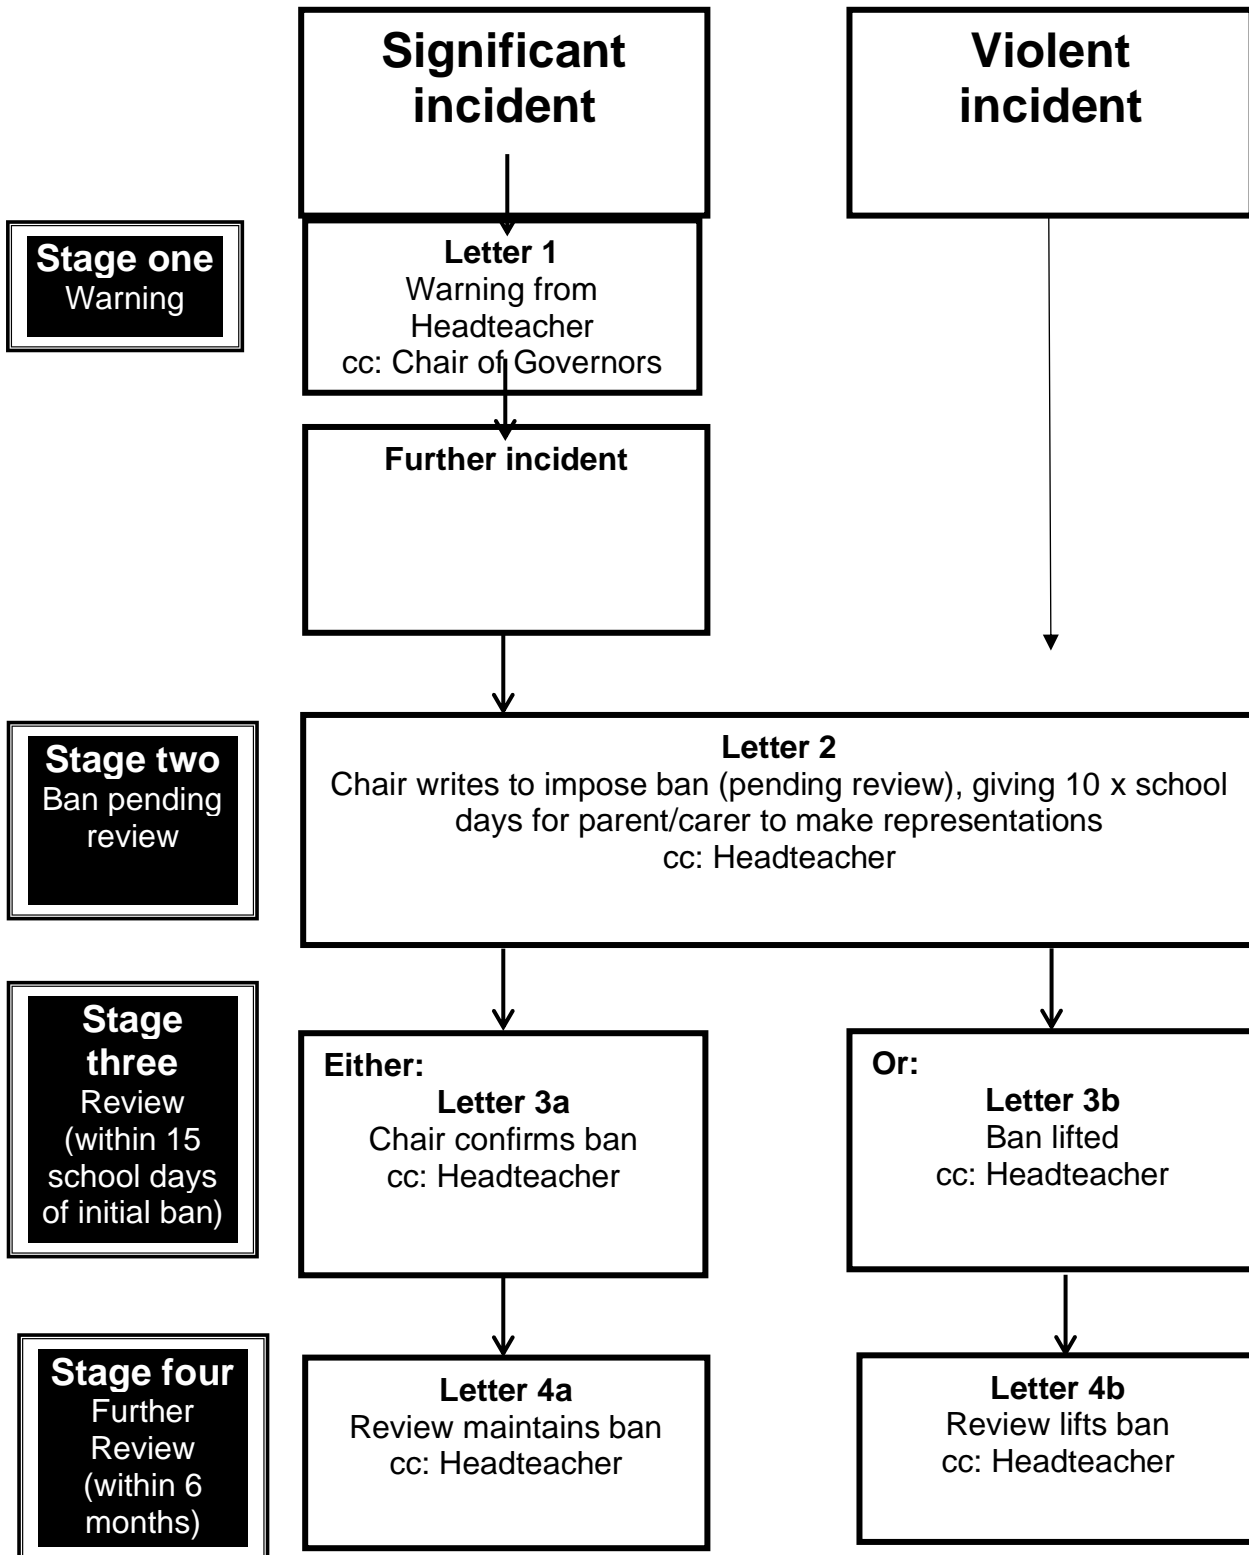 Significant
incident
Violent
incident
Stage one
Warning
Letter 1
Warning from
Headteacher
cc: Chair of Governors
Further incident
Stage two
Ban pending
review
Letter 2
Chair writes to impose ban (pending review), giving 10 x school
days for parent/carer to make representations
cc: Headteacher
Stage
three
Review
(within 15
school days
of initial ban)
Either:
Letter 3a
Chair confirms ban
cc: Headteacher
Or:
Letter 3b
Ban lifted
cc: Headteacher
Stage four
Further
Review
(within 6
months)
Letter 4a
Review maintains ban
cc: Headteacher
Letter 4b
Review lifts ban
cc: Headteacher